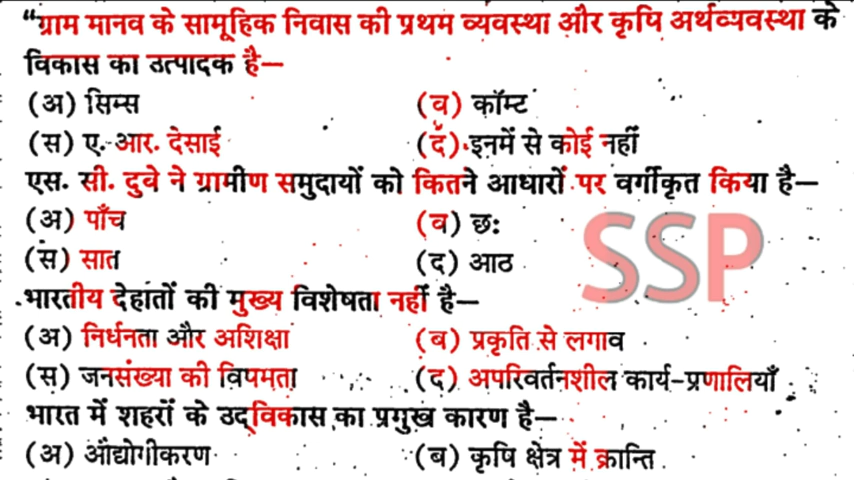 “ग्राम मानव के सामूहिक निवास की प्रथम व्यवस्था और कृषि अर्थव्यवस्था के
विकास का उत्पादक है—
(अ) सिम्स (ब) कॉम्ट
(स) ए. आर. देसाई (द) इनमें से कोई नहीं
एस. सी. दुबे ने ग्रामीण समुदायों को कितने आधारों पर वर्गीकृत किया है—
(अ) पाँच (ब) छः
(स) सात (द) आठ
भारतीय देहातों की मुख्य विशेषता नहीं है—
(अ) निर्धनता और अशिक्षा (ब) प्रकृति से लगाव
(स) जनसंख्या की विषमता (द) अपरिवर्तनशील कार्य-प्रणालियाँ
भारत में शहरों के उद्विकास का प्रमुख कारण है—
(अ) औद्योगीकरण (ब) कृषि क्षेत्र में क्रान्ति
SSP